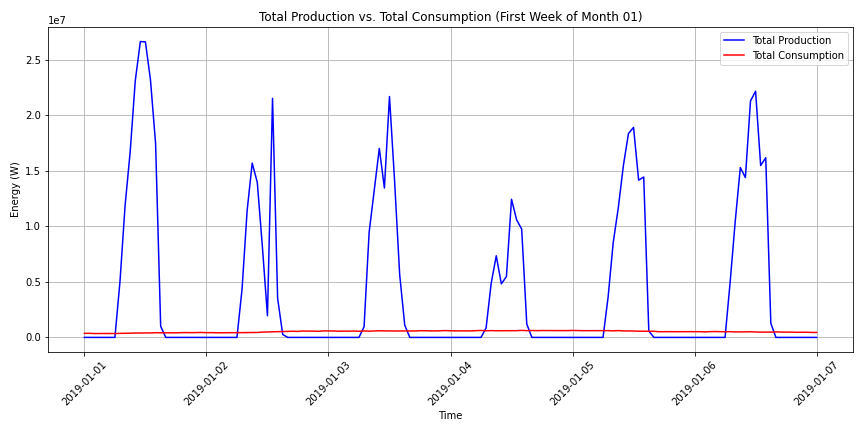 Total Production vs. Total Consumption (First Week of Month 01)
1e7
Total Production
Total Consumption
2.5
2.0
1.5
1.0
0.5
0.0
Energy (W)
2019-01-01
2019-01-02
2019-01-03
2019-01-04
2019-01-05
2019-01-06
2019-01-07
Time